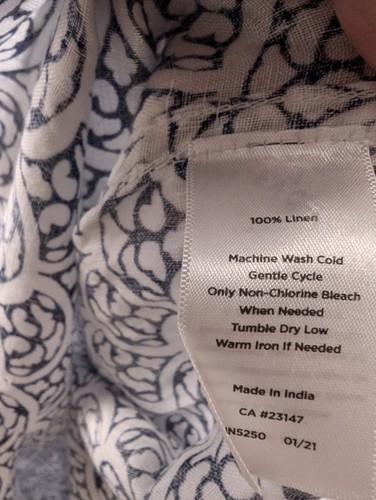 100% Linen
Machine Wash Cold
Gentle Cycle
Only Non-Chlorine Bleach
When Needed
Tumble Dry Low
Warm Iron If Needed
Made In India
CA #23147
INS250 01/21